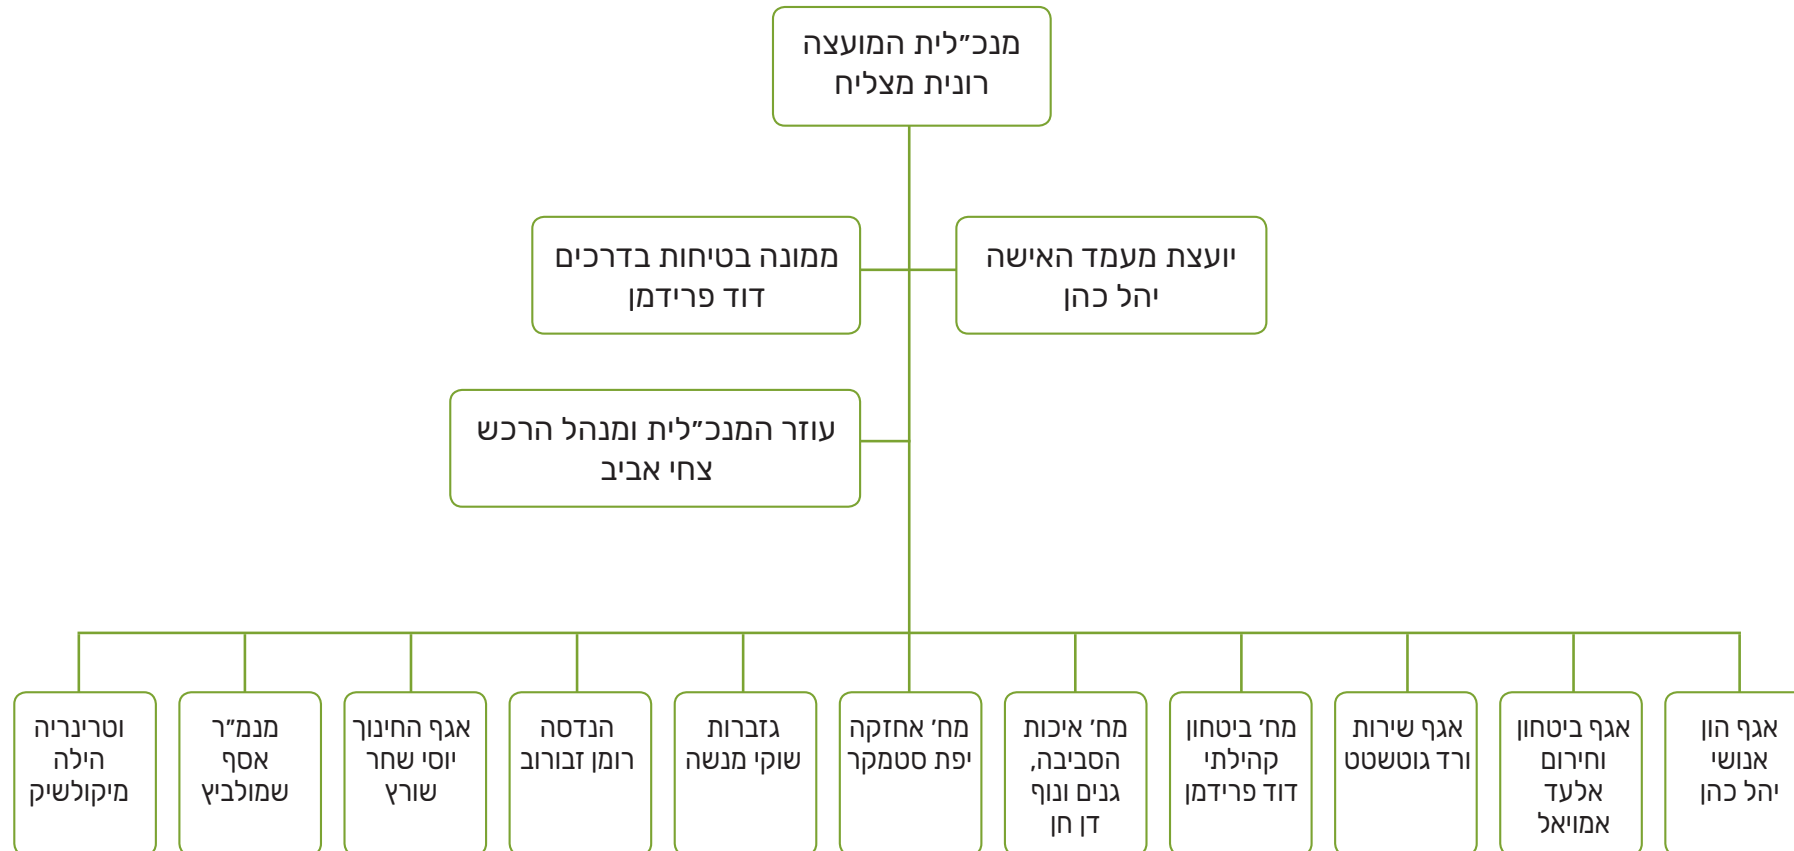 מנכ״לית המועצה
רונית מצליח
יועצת מעמד האישה
יהל כהן
ממונה בטיחות בדרכים
דוד פרידמן
עוזר המנכ״לית ומנהל הרכש
צחי אביב
אגף הון
אנושי
יהל כהן
אגף ביטחון
וחירום
אלעד
אמויאל
אגף שירות
ורד גוטשטט
מח׳ ביטחון
קהילתי
דוד פרידמן
מח׳ איכות
הסביבה,
גנים ונוף
דן חן
מח׳ אחזקה
יפת סטמקר
גזברות
שוקי מנשה
הנדסה
רומן זבורוב
אגף החינוך
יוסי שחר
שורץ
מנמ״ר
אסף
שמולביץ
וטרינריה
הילה
מיקולשיק